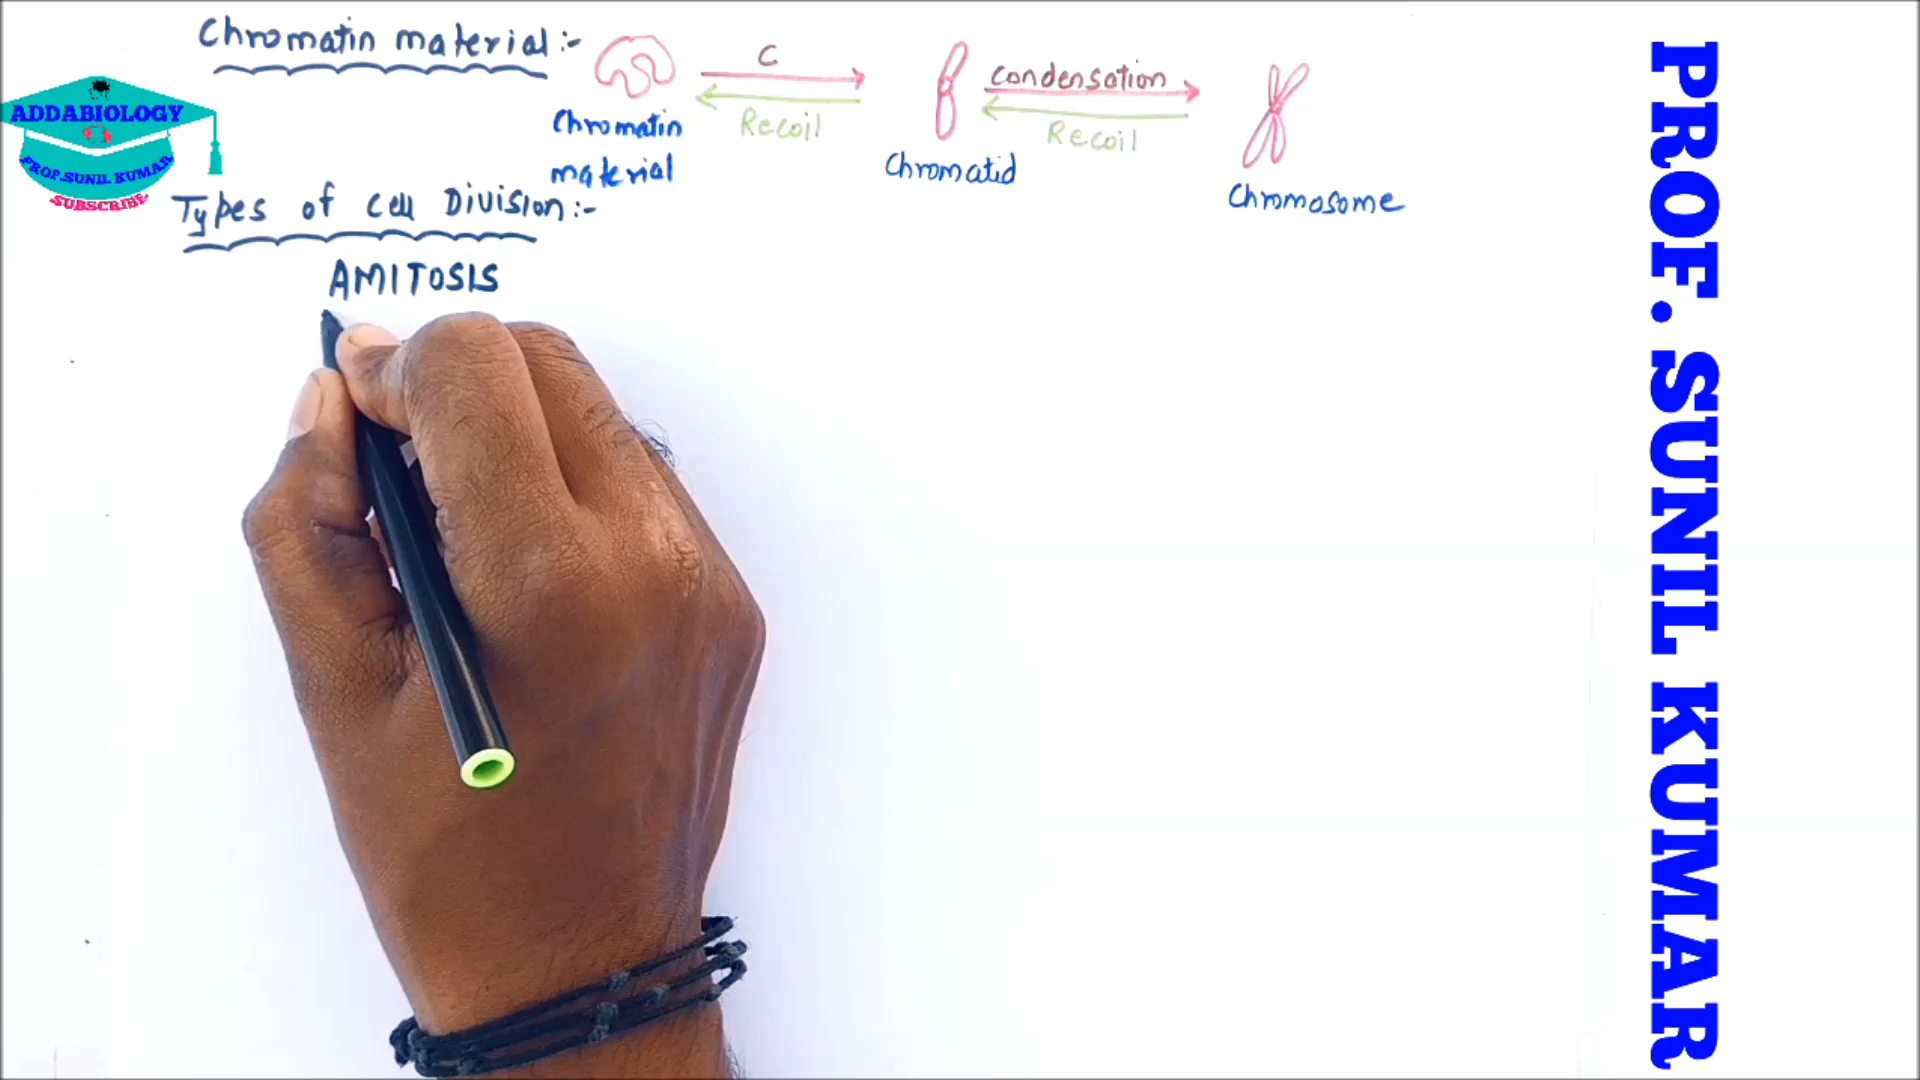 Chromatin material:-
C
condensation
Recoil
Recoil
Chromatin
material
Chromatid
Chromosome
ADDABIOLOGY
PROF.SUNIL KUMAR
SUBSCRIBE
Types of cell Division:-
AMITOSIS
PROF. SUNIL KUMAR